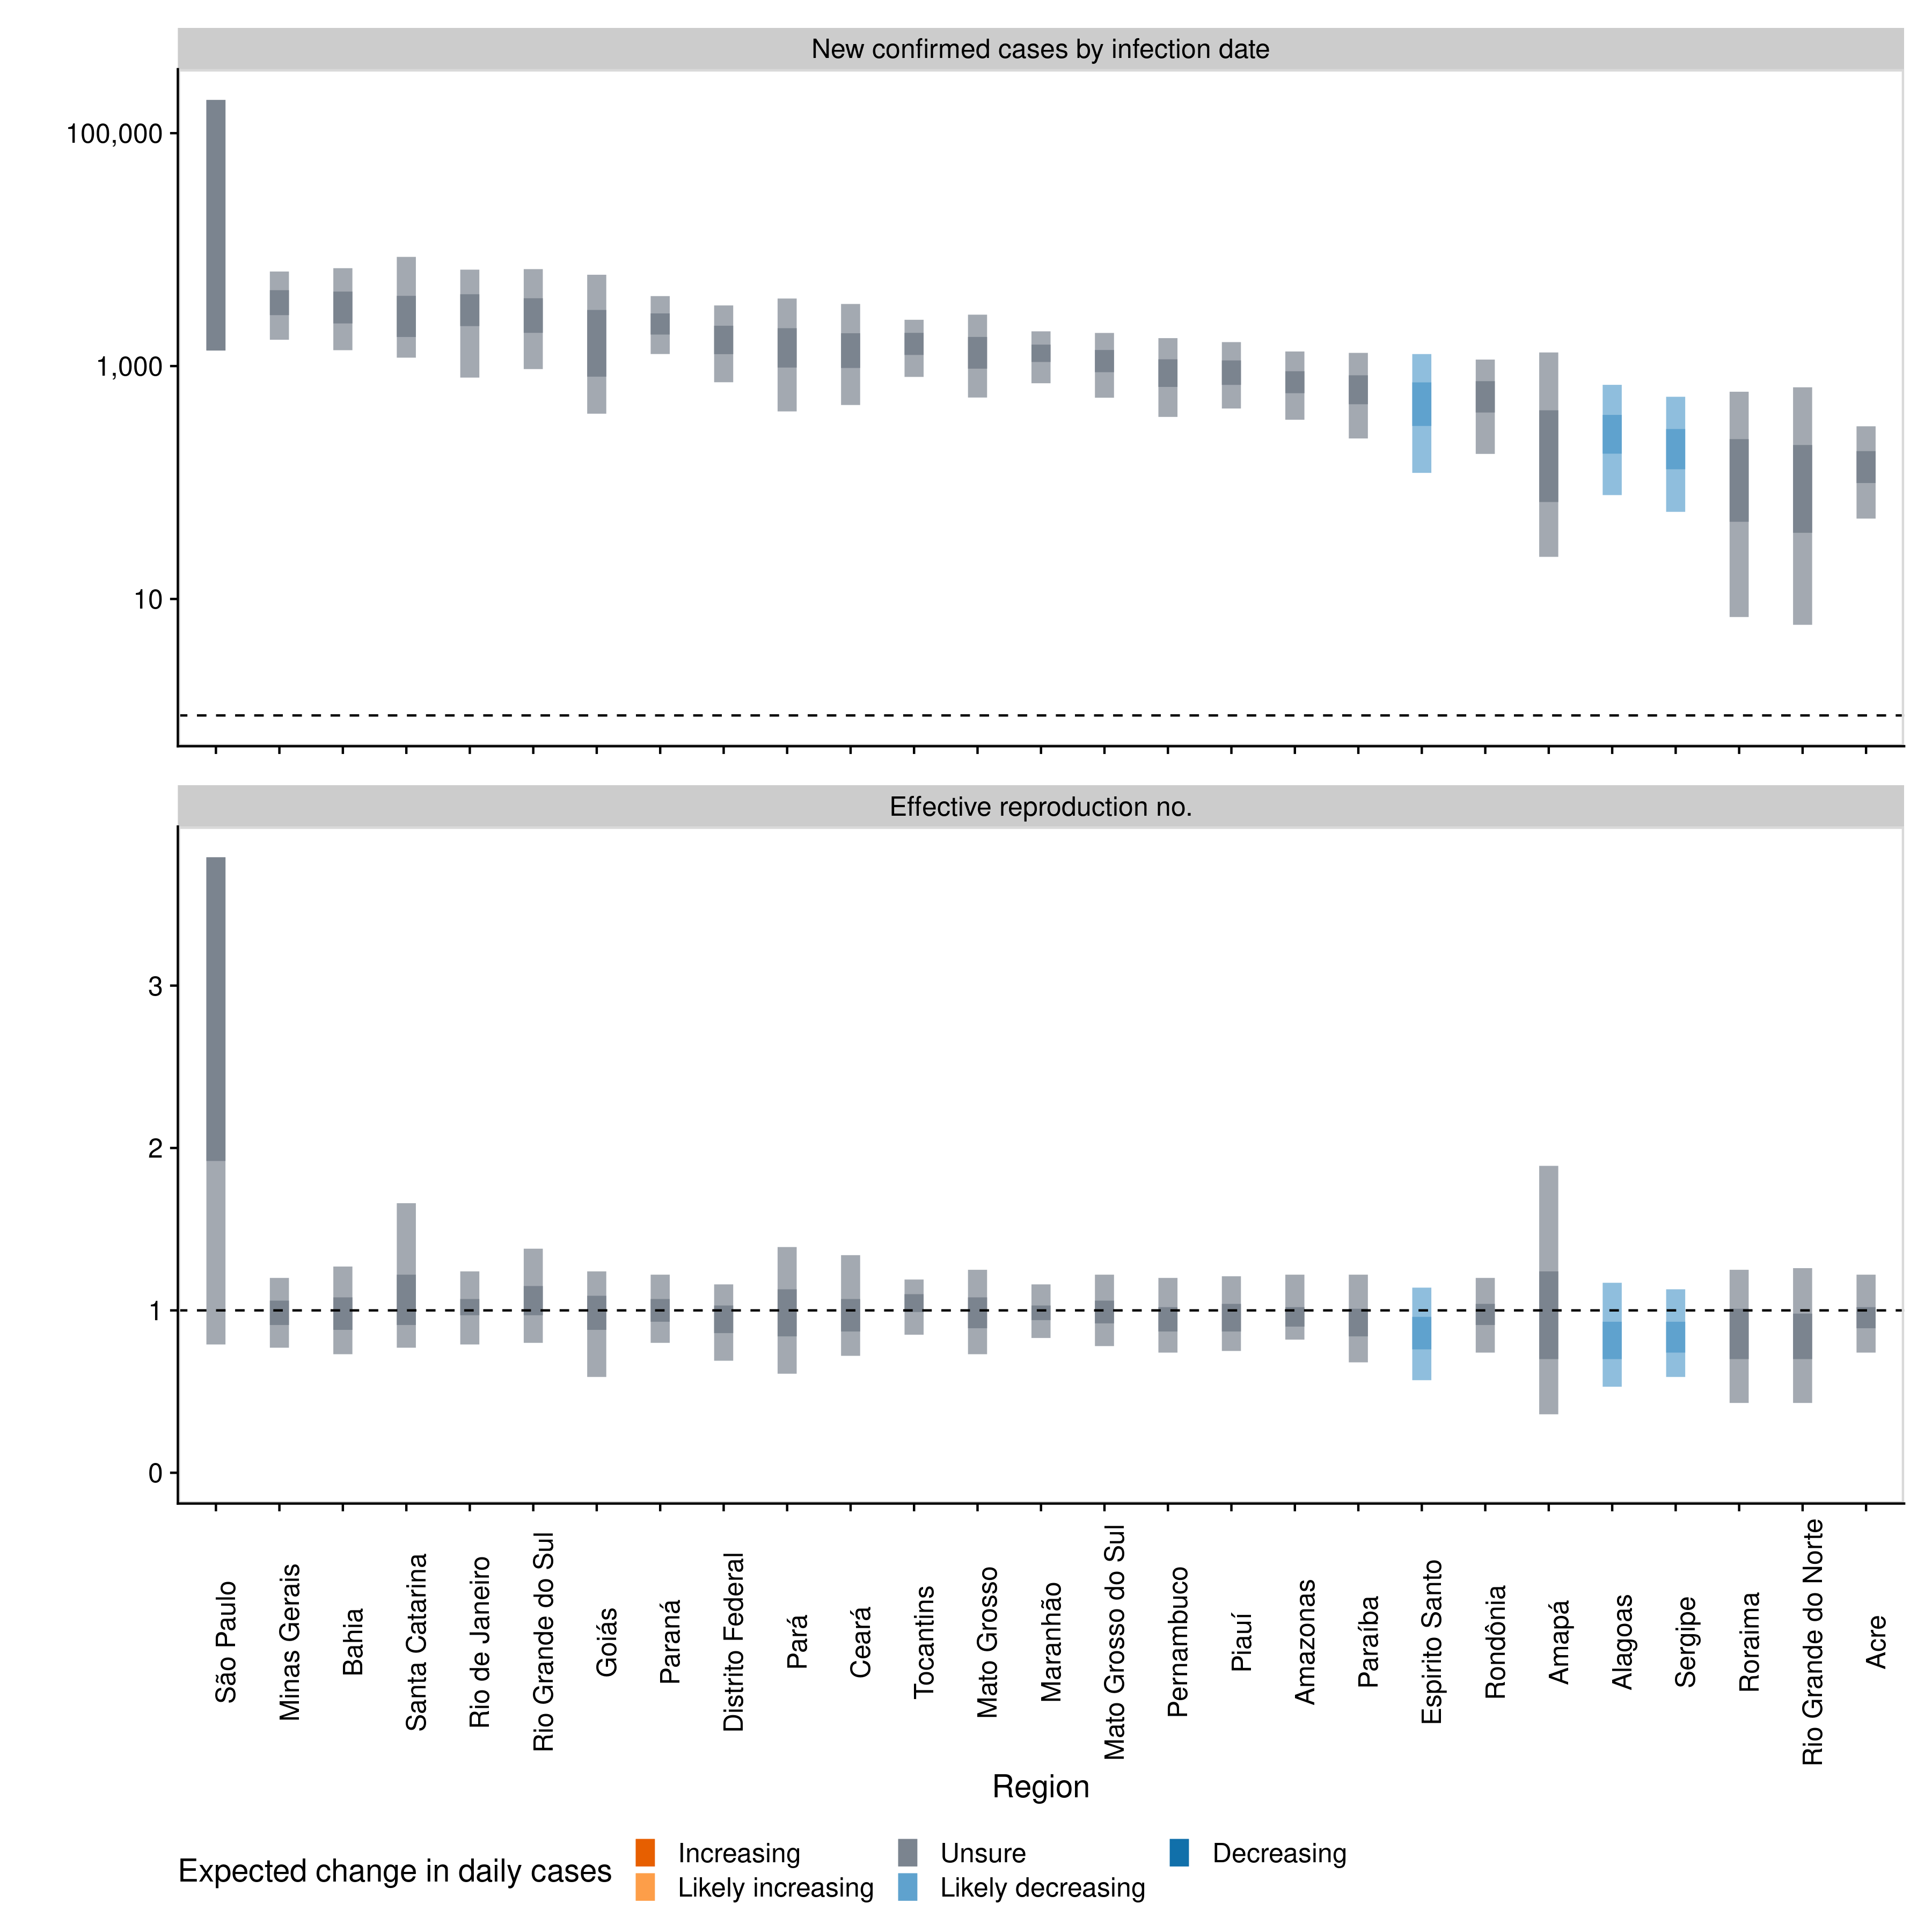 New confirmed cases by infection date
100,000
1,000
10
Effective reproduction no.
3
2
1
0
São Paulo
Minas Gerais
Bahia
Santa Catarina
Rio de Janeiro
Rio Grande do Sul
Goiás
Paraná
Distrito Federal
Pará
Ceará
Tocantins
Mato Grosso
Maranhão
Mato Grosso do Sul
Pernambuco
Piauí
Amazonas
Paraíba
Espirito Santo
Rondônia
Amapá
Alagoas
Sergipe
Roraima
Rio Grande do Norte
Acre
Region
Expected change in daily cases
Increasing
Likely increasing
Unsure
Likely decreasing
Decreasing